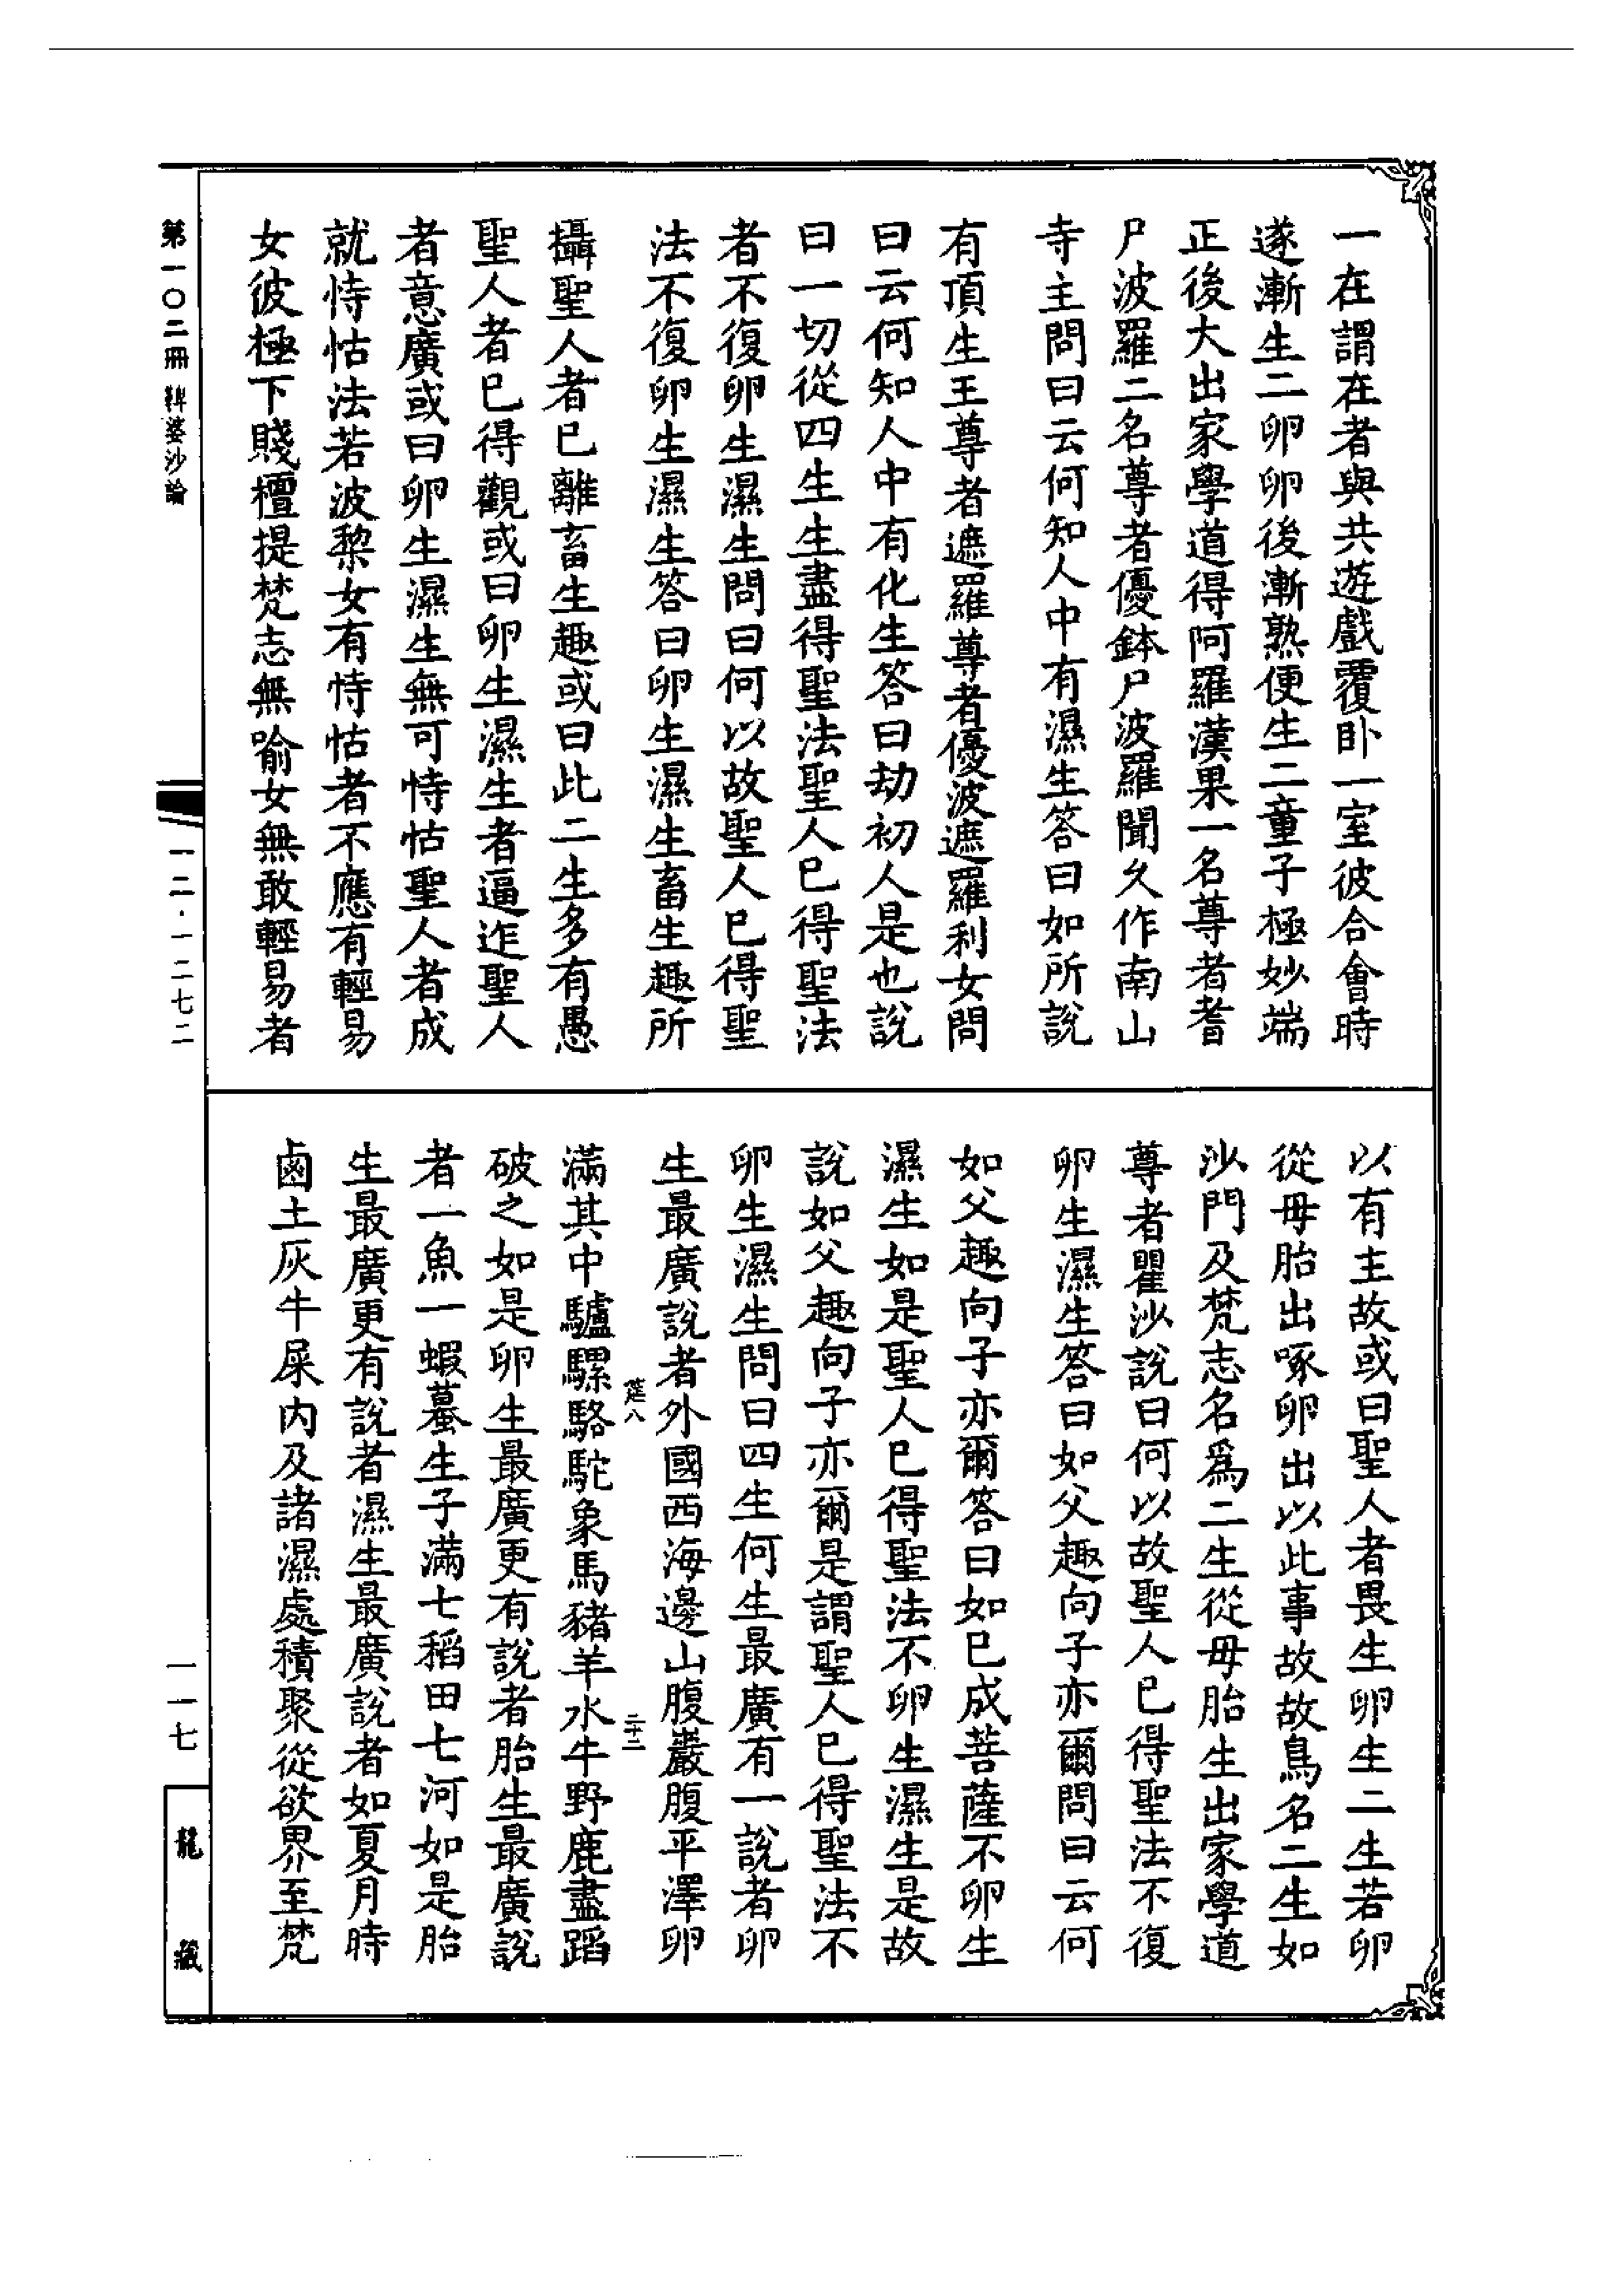 一在謂在者與共遊戲覆卧一室彼合會時
遂漸生二卵卵後漸熟便生二童子極妙端
正後大出家學道得阿羅漢果一名尊者耆
尸波羅二名尊者優鉢尸波羅聞久作南山
寺主問曰云何知人中有濕生答曰如所說
有頂生王尊者遮羅尊者優波遮羅利女問
曰云何知人中有化生答曰劫初人是也說
曰一切從四生生盡得聖法聖人已得聖法
者不復卵生濕生問曰何以故聖人已得聖
法不復卵生濕生答曰卵生濕生畜生趣所
攝聖人者已離畜生趣或曰此二生多有愚
聖人者已得觀或曰卵生濕生者逼迮聖人
者意廣或曰卵生濕生無可恃怙聖人者成
就恃怙法若波棃女有恃怙者不應有輕易
女彼極下賤檀提梵志無喻女無敢輕易者
以有主故或曰聖人者畏生卵生二生若卵
從母胎出啄卵出以此事故故鳥名二生如
沙門及梵志名爲二生從母胎生出家學道
尊者瞿沙說曰何以故聖人已得聖法不復
卵生濕生答曰如父趣向子亦爾問曰云何
如父趣向子亦爾答曰如已成菩薩不卵生
濕生如是聖人已得聖法不卵生濕生是故
說如父趣向子亦爾是謂聖人已得聖法不
卵生濕生問曰四生何生最廣有一說者卵
生最廣說者外國西海邊山腹巖腹平澤卵
筵八
二十二
滿其中驢騾駱駝象馬豬羊水牛野鹿盡蹈
破之如是卵生最廣更有說者胎生最廣說
者一魚一蝦蟇生子滿七稻田七河如是胎
生最廣更有說者濕生最廣說者如夏月時
鹵土灰牛屎内及諸濕處積聚從欲界至梵
第一〇二冊 鞞婆沙論
一二·一二七二
一一七
龍藏